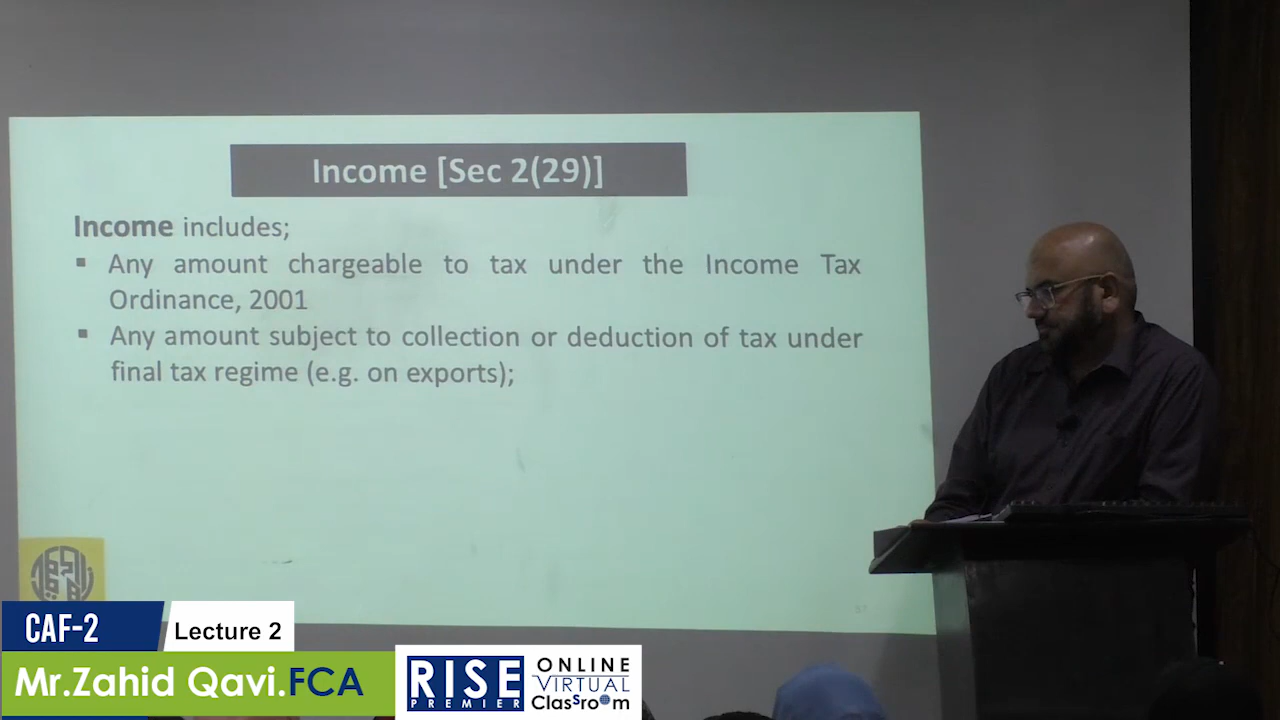 Income [Sec 2(29)]
Income includes;
▪ Any amount chargeable to tax under the Income Tax
Ordinance, 2001
▪ Any amount subject to collection or deduction of tax under
final tax regime (e.g. on exports);
CAF-2
Lecture 2
Mr.Zahid Qavi.FCA
RISE
PREMIER
ONLINE
VIRTUAL
Classroom